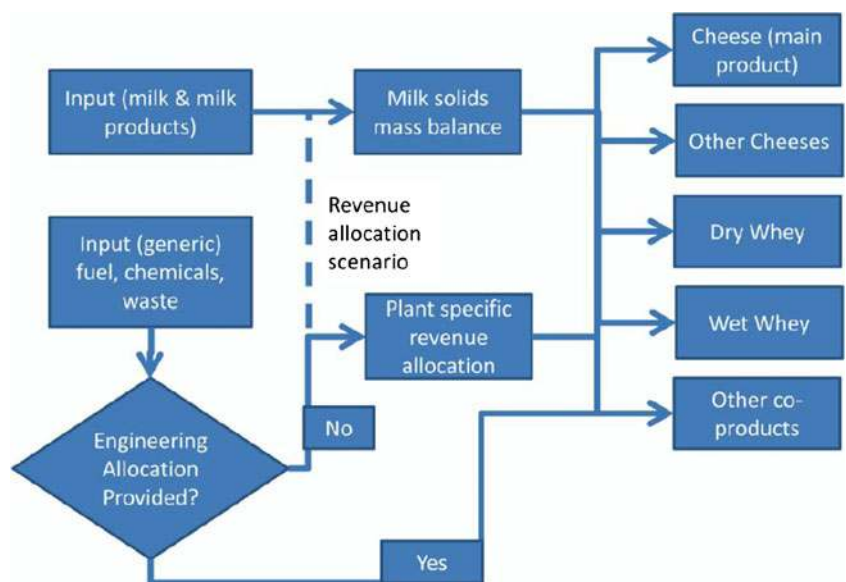 Input (milk & milk
products)
Milk solids
mass balance
Cheese (main
product)
Other Cheeses
Dry Whey
Wet Whey
Other co-
products
Revenue
allocation
scenario
Input (generic)
fuel, chemicals,
waste
Plant specific
revenue
allocation
No
Engineering
Allocation
Provided?
Yes